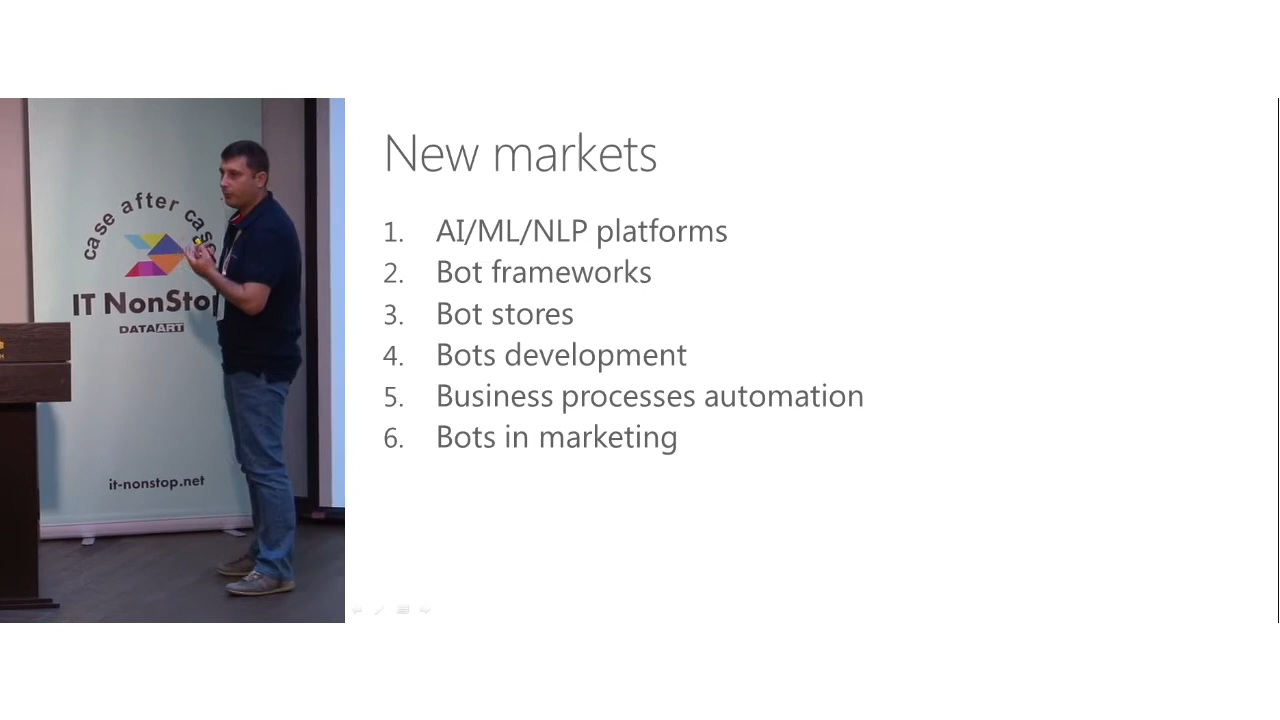 case after case
IT NonStop
DATAART
it-nonstop.net
New markets
1. AI/ML/NLP platforms
2. Bot frameworks
3. Bot stores
4. Bots development
5. Business processes automation
6. Bots in marketing